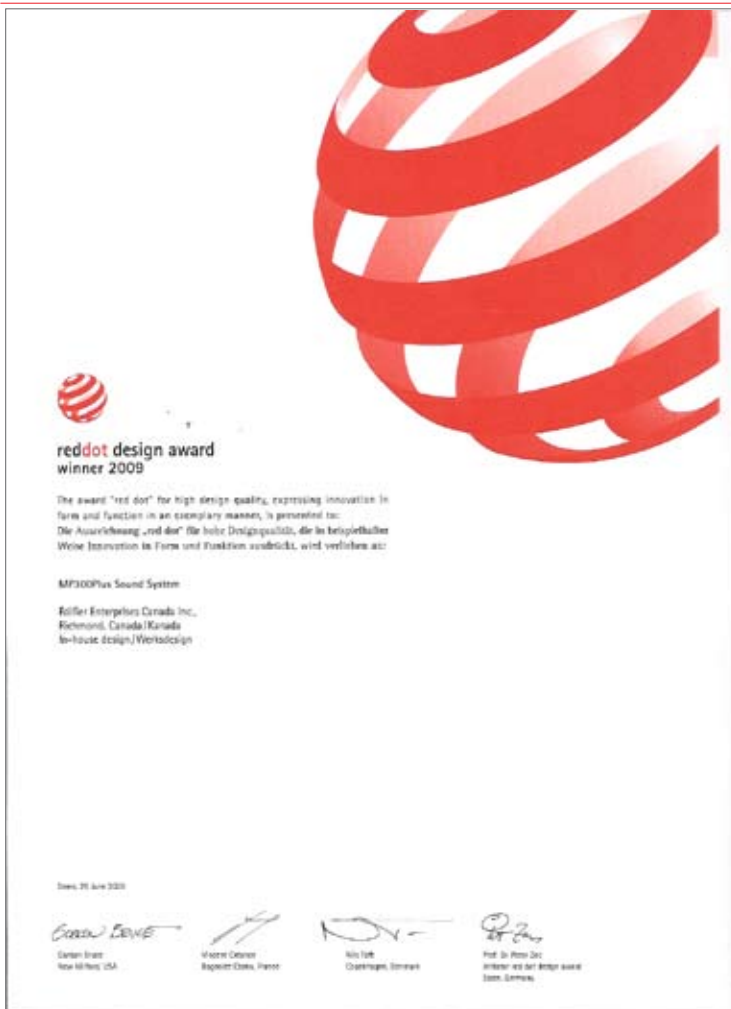 reddot design award
winner 2009
The award "red dot" for high design quality, expressing innovation in
form and function in an exemplary manner, is presented to:
Die Auszeichnung „red dot" für hohe Designqualität, die in beispielhafter
Weise Innovation in Form und Funktion ausdrückt, wird verliehen an:
MP300Plus Sound System
Edifier Enterprises Canada Inc.,
Richmond, Canada/Kanada
In-house design/Werksdesign
Essen, 29 June 2009
Gordon Bruce
New Milford, USA
Vincent Créance
France
Nils Toft
Copenhagen, Denmark
Prof. Dr. Peter Zec
Initiator red dot design award
Essen, Germany